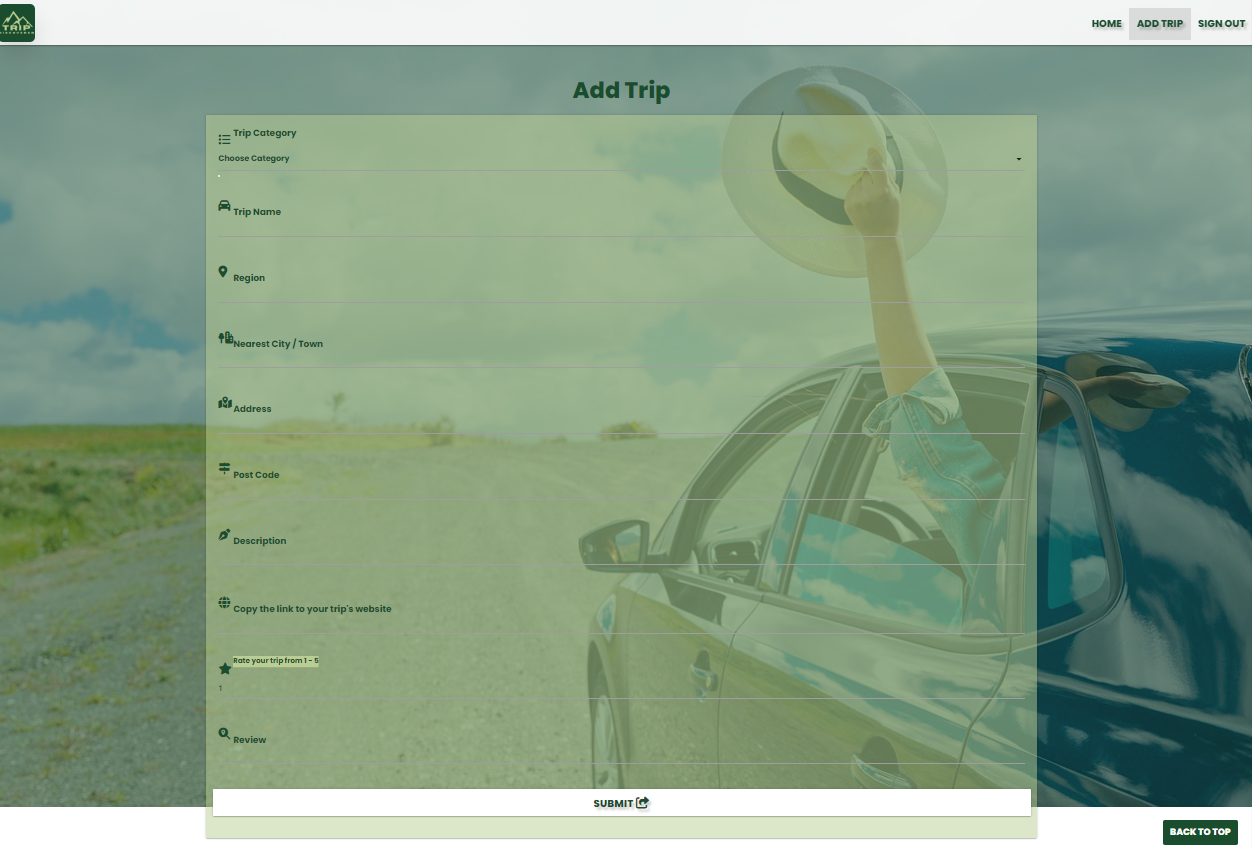 TRIP
HOME
ADD TRIP
SIGN OUT
Add Trip
Trip Category
Choose Category
Trip Name
Region
Nearest City / Town
Address
Post Code
Description
Copy the link to your trip's website
Rate your trip from 1 - 5
1
Review
SUBMIT
BACK TO TOP